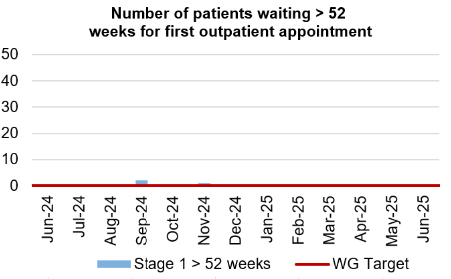 Number of patients waiting > 52
weeks for first outpatient appointment
50
40
30
20
10
0
Jun-24
Jul-24
Aug-24
Sep-24
Oct-24
Nov-24
Dec-24
Jan-25
Feb-25
Mar-25
Apr-25
May-25
Jun-25
Stage 1 > 52 weeks
WG Target